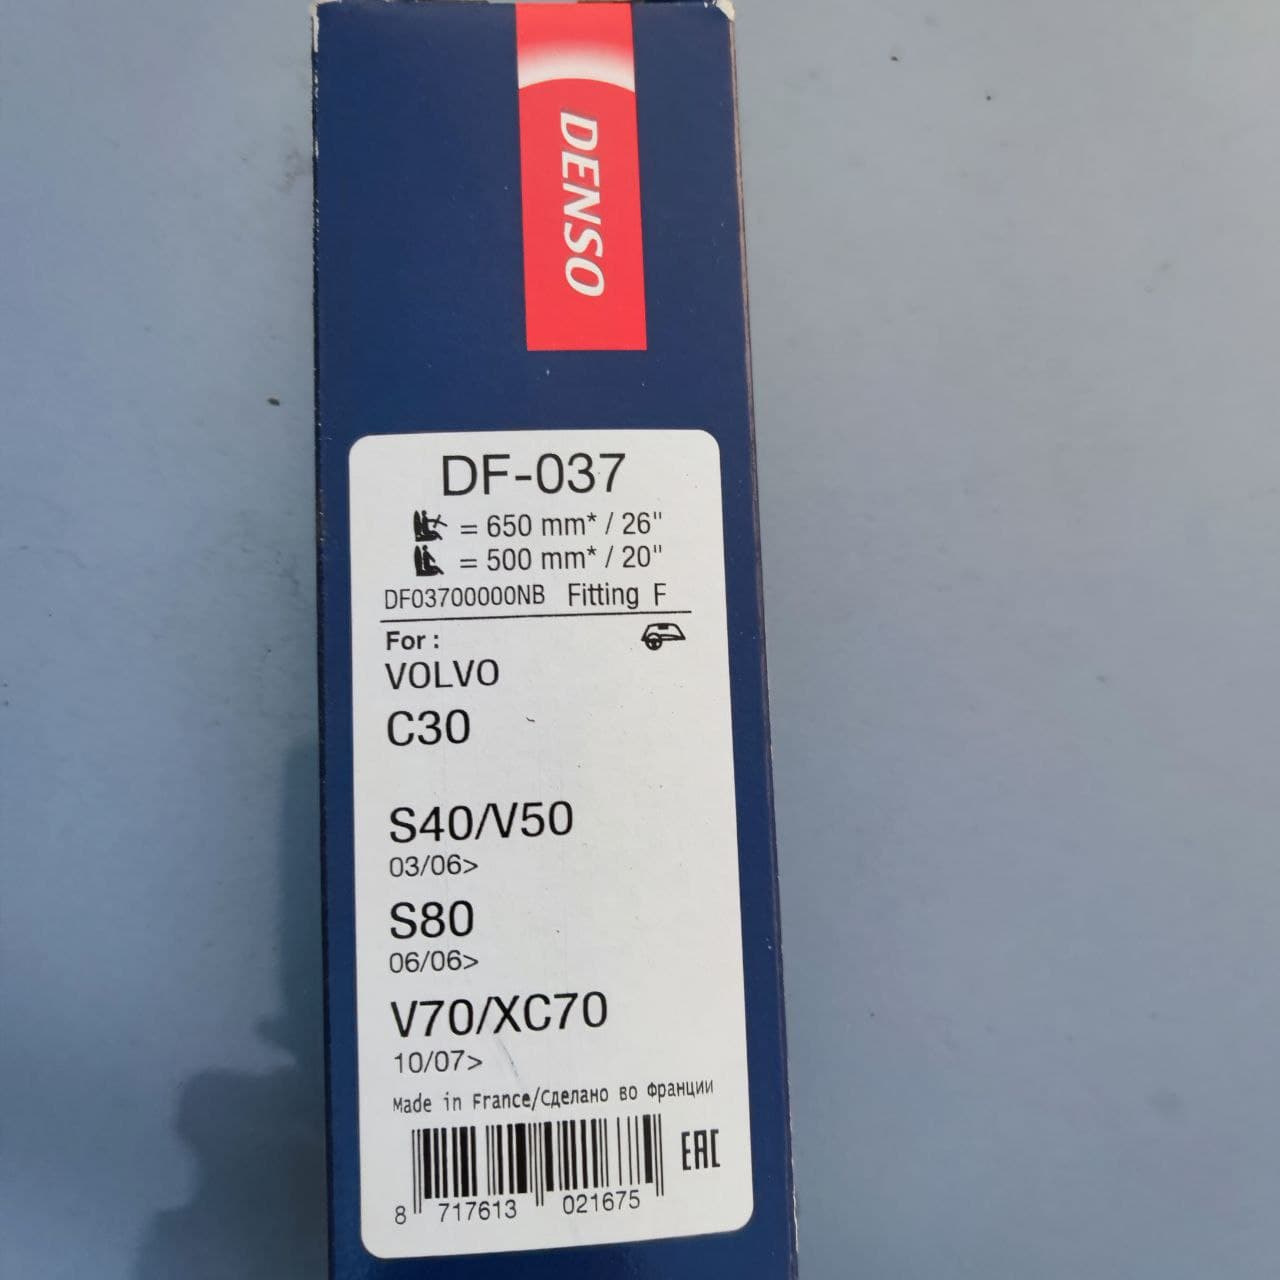 DENSO
DF-037
= 650 mm* / 26"
= 500 mm* / 20"
DF03700000NB Fitting F
For :
VOLVO
C30
S40/V50
03/06>
S80
06/06>
V70/XC70
10/07>
Made in France/Сделано во Франции
EAC
8 717613 021675